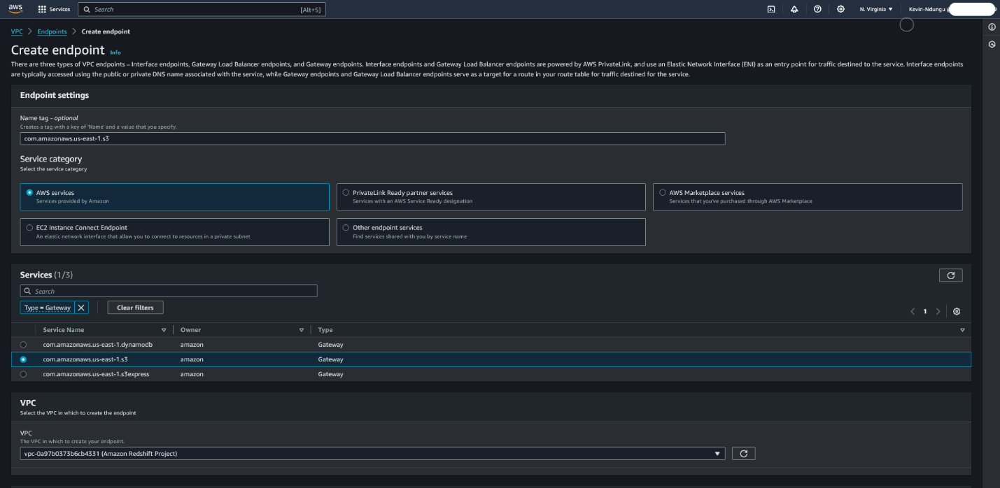 aws
Services
Search
[Alt+S]
N. Virginia
Kevin-Ndungu
VPC
Endpoints
Create endpoint
Create endpoint
Info
There are three types of VPC endpoints – Interface endpoints, Gateway Load Balancer endpoints, and Gateway endpoints. Interface endpoints and Gateway Load Balancer endpoints are powered by AWS PrivateLink, and use an Elastic Network Interface (ENI) as an entry point for traffic destined to the service. Interface endpoints
are typically accessed using the public or private DNS name associated with the service, while Gateway endpoints and Gateway Load Balancer endpoints serve as a target for a route in your route table for traffic destined for the service.
Endpoint settings
Name tag - optional
Creates a tag with a key of 'Name' and a value that you specify.
com.amazonaws.us-east-1.s3
Service category
Select the service category
AWS services
Services provided by Amazon
PrivateLink Ready partner services
Services with an AWS Service Ready designation
AWS Marketplace services
Services that you've purchased through AWS Marketplace
EC2 Instance Connect Endpoint
An elastic network interface that allow you to connect to resources in a private subnet
Other endpoint services
Find services shared with you by service name
Services (1/3)
Search
Type = Gateway
Clear filters
1
Service Name
Owner
Type
com.amazonaws.us-east-1.dynamodb
amazon
Gateway
com.amazonaws.us-east-1.s3
amazon
Gateway
com.amazonaws.us-east-1.s3express
amazon
Gateway
VPC
Select the VPC in which to create the endpoint
VPC
The VPC in which to create your endpoint.
vpc-0a97b0373b6cb4331 (Amazon Redshift Project)